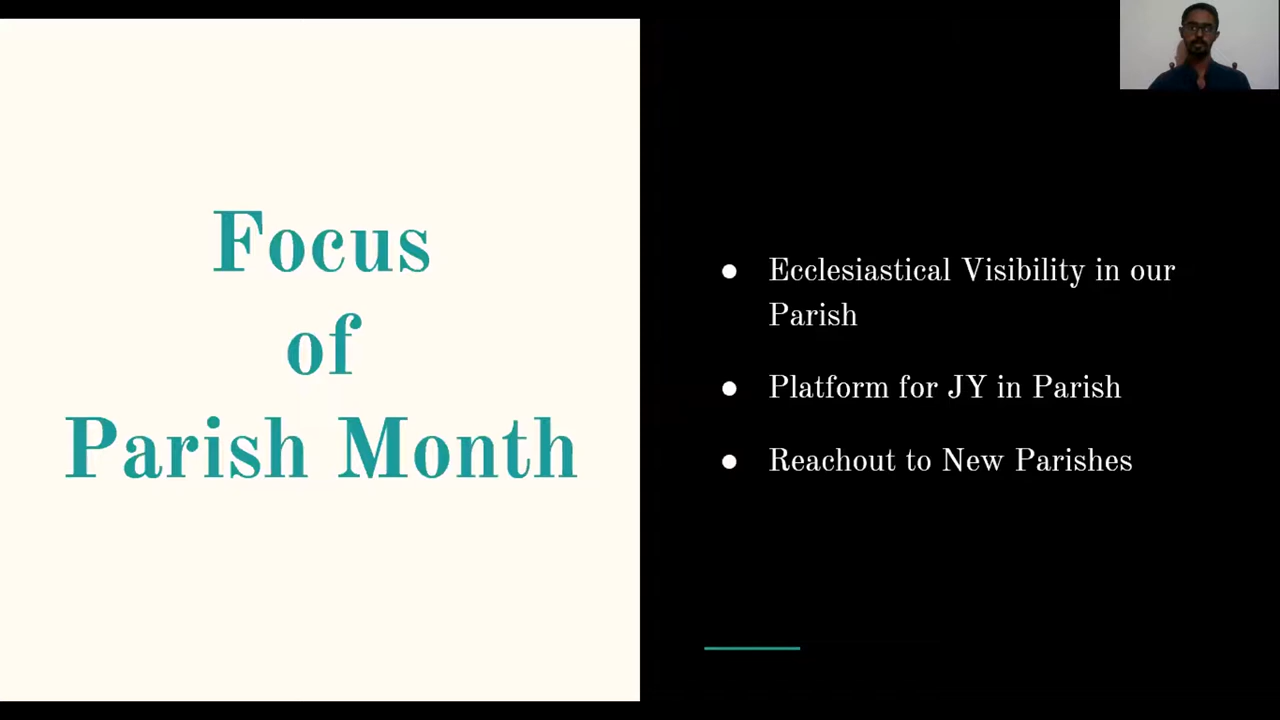 Focus
of
Parish Month
● Ecclesiastical Visibility in our
Parish
● Platform for JY in Parish
● Reachout to New Parishes